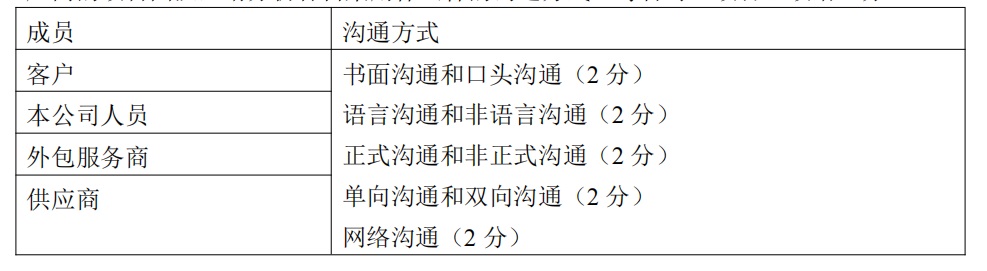 成员 沟通方式
客户 书面沟通和口头沟通（2 分）
本公司人员 语言沟通和非语言沟通（2 分）
外包服务商 正式沟通和非正式沟通（2 分）
供应商 单向沟通和双向沟通（2 分）
网络沟通（2 分）